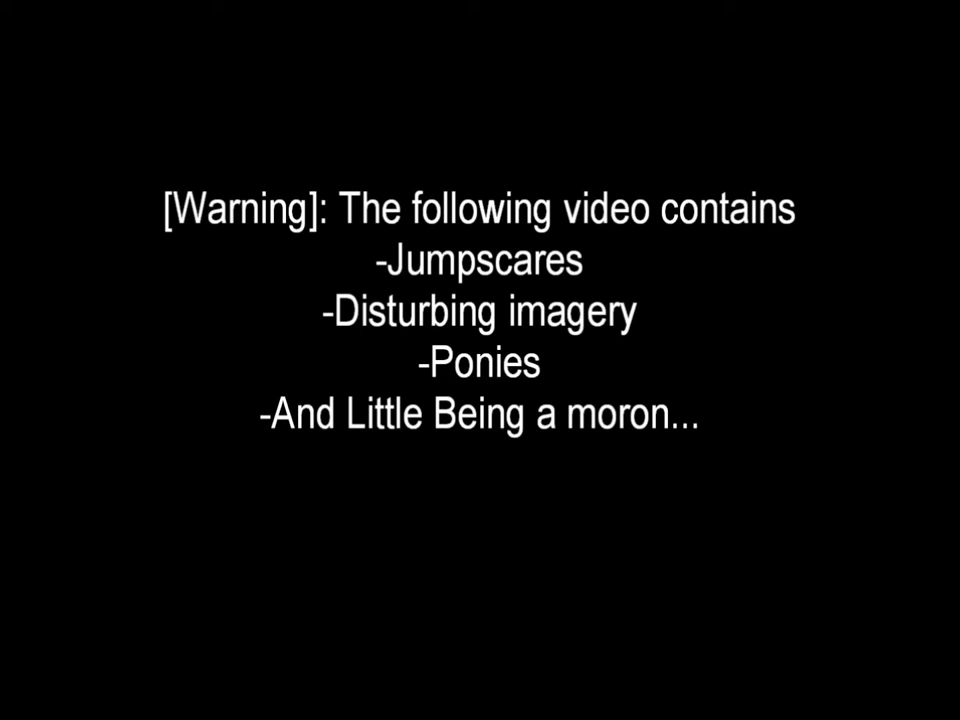 [Warning]: The following video contains
-Jumpscares
-Disturbing imagery
-Ponies
-And Little Being a moron...